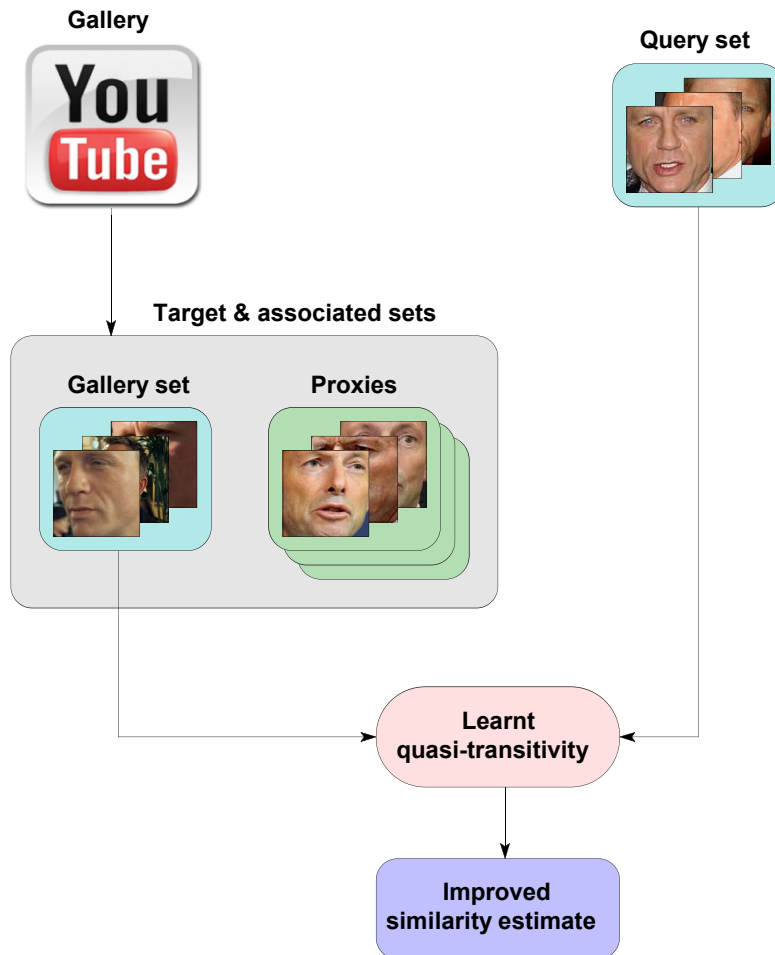 Gallery
You
Tube
Query set
Target & associated sets
Gallery set
Proxies
Learnt
quasi-transitivity
Improved
similarity estimate